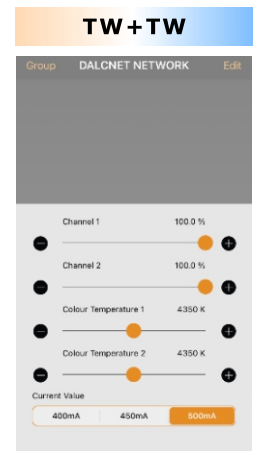 TW+TW
Group DALCNET NETWORK Edit
Channel 1 100.0 %
Channel 2 100.0 %
Colour Temperature 1 4350 K
Colour Temperature 2 4350 K
Current Value
400mA 450mA 500mA